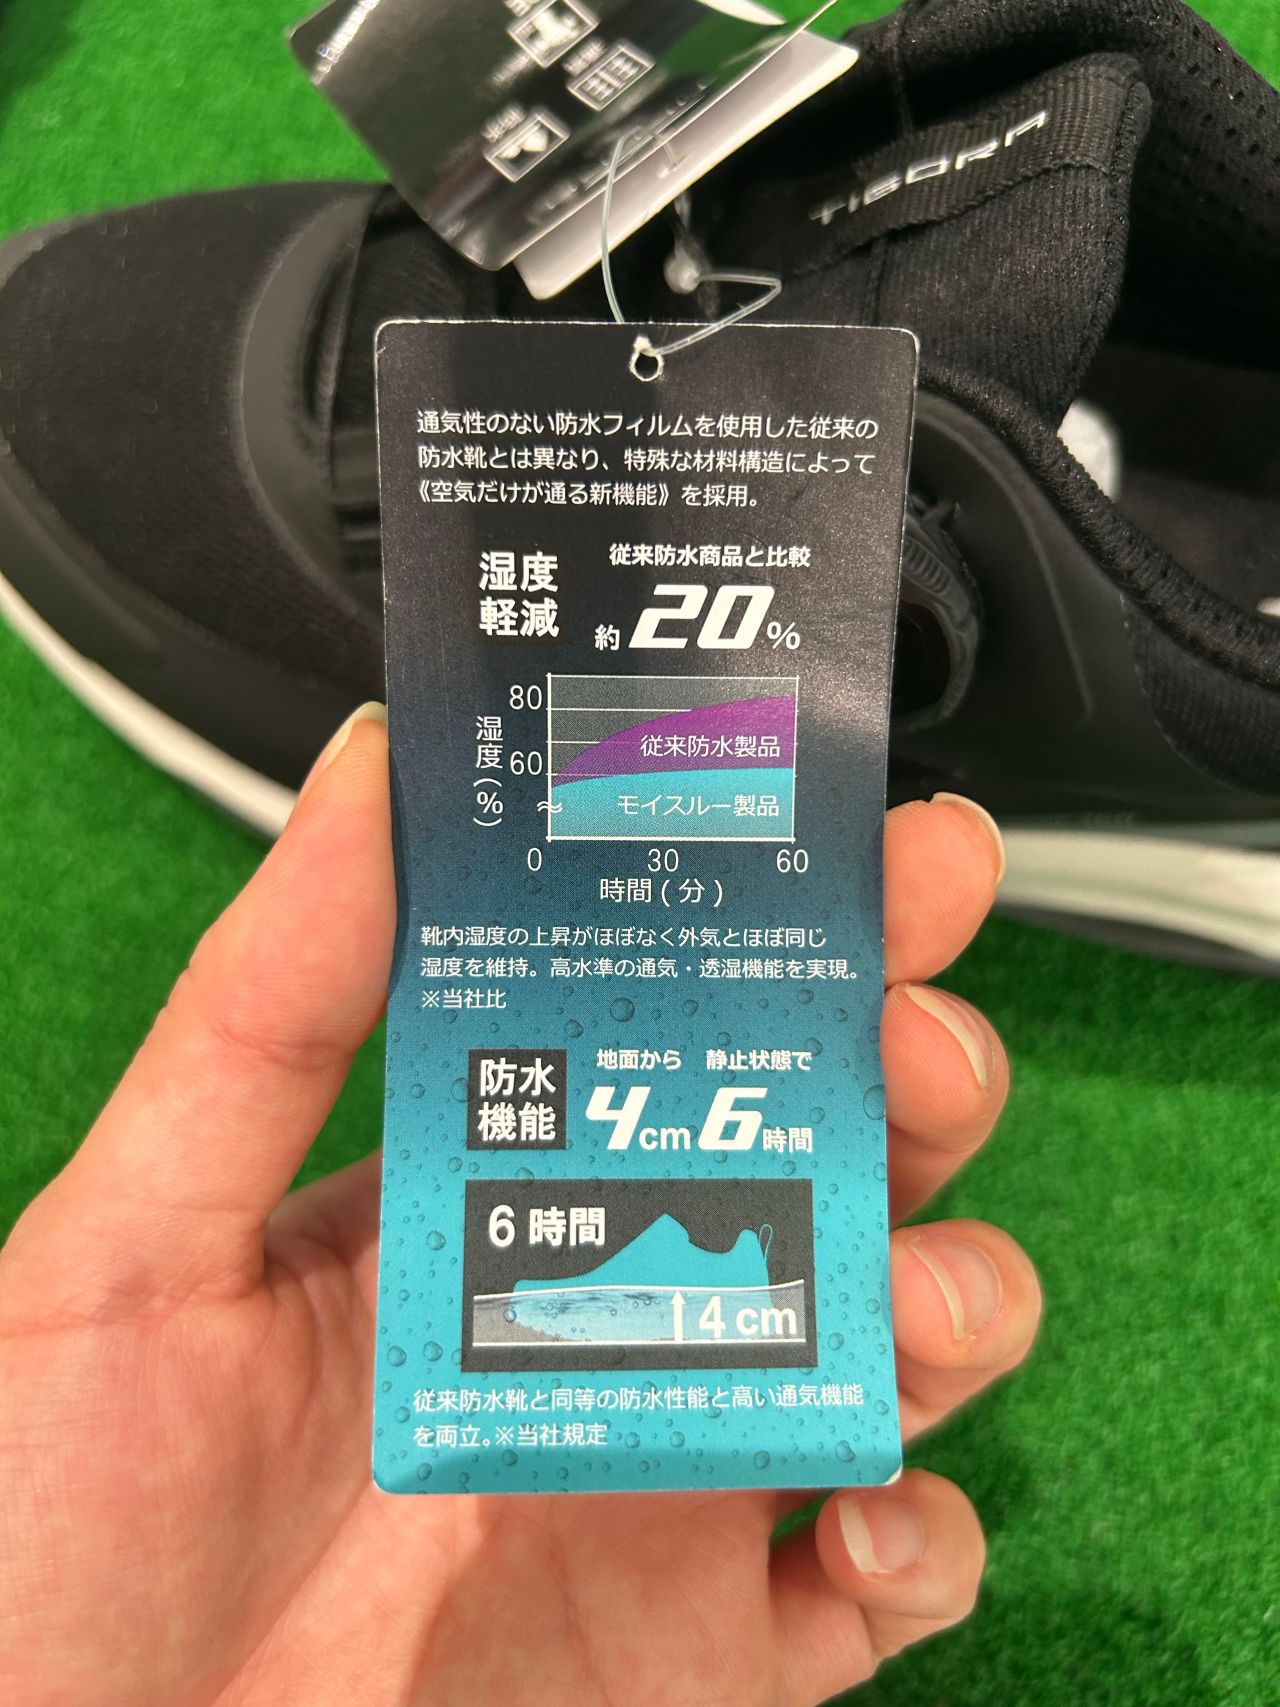 TIGORA
通気性のない防水フィルムを使用した従来の
防水靴とは異なり、特殊な材料構造によって
《空気だけが通る新機能》を採用。
湿度
軽減
従来防水商品と比較
約20%
80
60
湿度(%)
従来防水製品
モイスルー製品
0 30 60
時間(分)
靴内湿度の上昇がほぼなく外気とほぼ同じ
湿度を維持。高水準の通気・透湿機能を実現。
※当社比
防水
機能
地面から 静止状態で
4cm 6時間
6時間
4cm
従来防水靴と同等の防水性能と高い通気機能
を両立。※当社規定